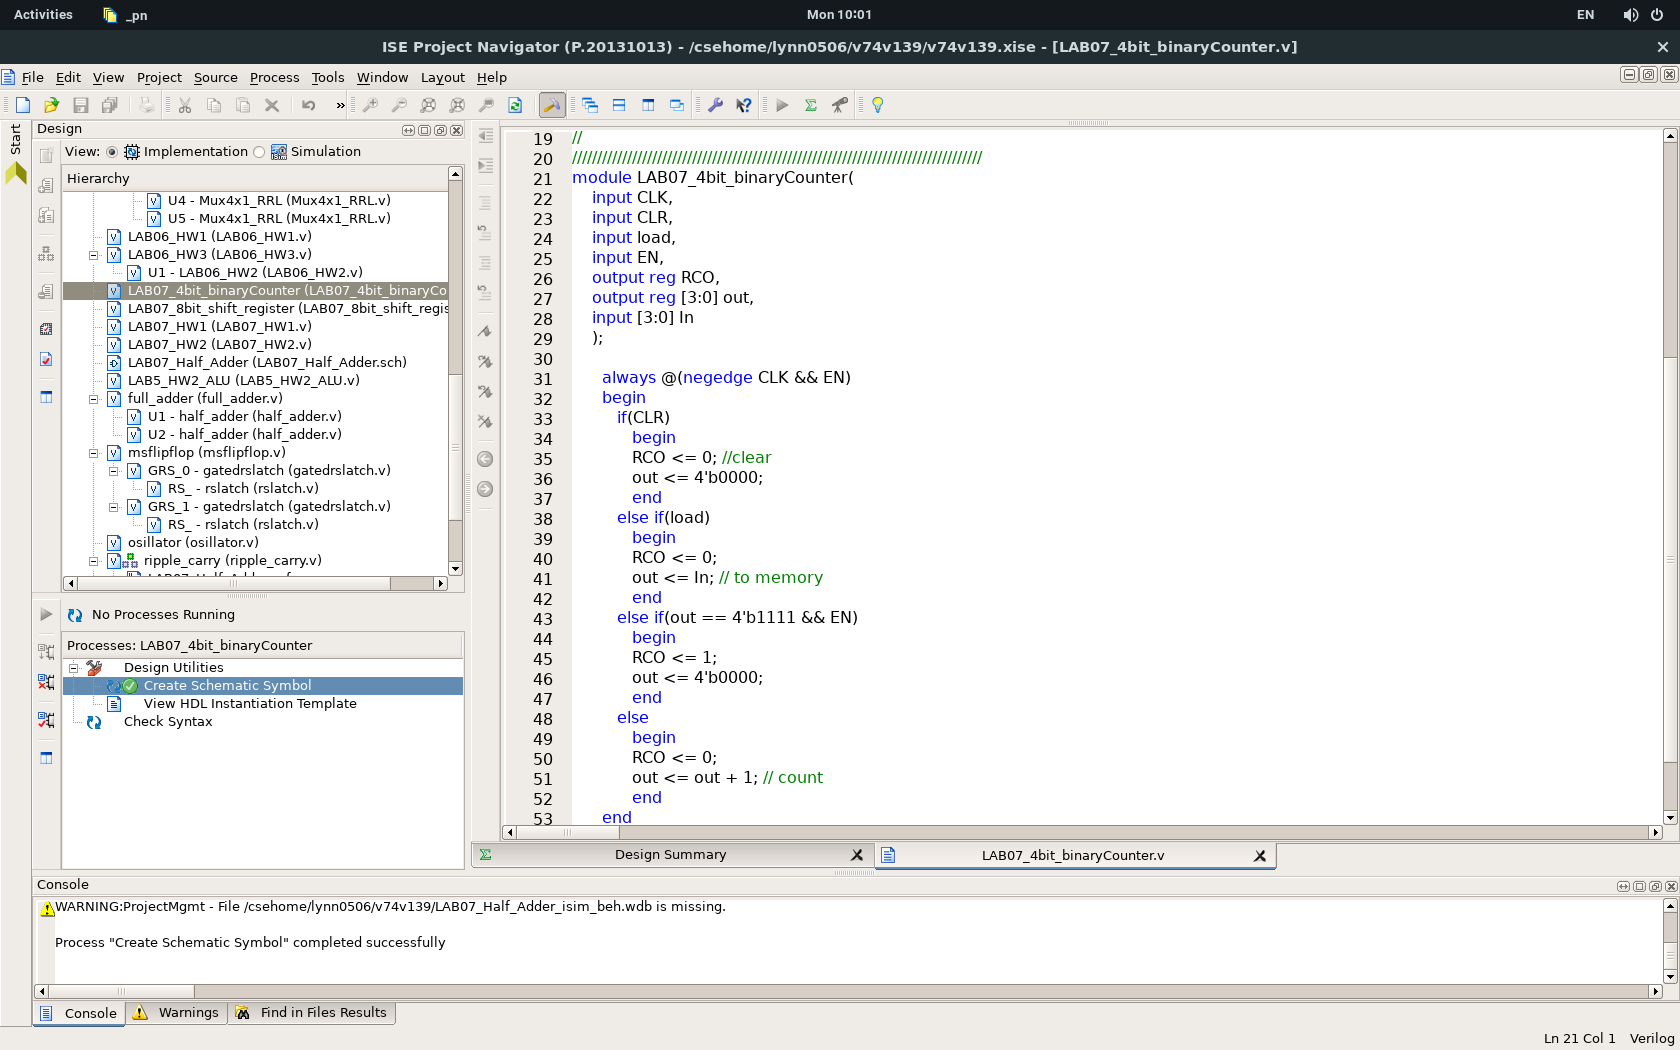 Activities
_pn
Mon 10:01
EN
ISE Project Navigator (P.20131013) - /csehome/lynn0506/v74v139/v74v139.xise - [LAB07_4bit_binaryCounter.v]
File Edit View Project Source Process Tools Window Layout Help
Start
Design
View: Implementation Simulation
Hierarchy
U4 - Mux4x1_RRL (Mux4x1_RRL.v)
U5 - Mux4x1_RRL (Mux4x1_RRL.v)
LAB06_HW1 (LAB06_HW1.v)
LAB06_HW3 (LAB06_HW3.v)
U1 - LAB06_HW2 (LAB06_HW2.v)
LAB07_4bit_binaryCounter (LAB07_4bit_binaryCo
LAB07_8bit_shift_register (LAB07_8bit_shift_regis
LAB07_HW1 (LAB07_HW1.v)
LAB07_HW2 (LAB07_HW2.v)
LAB07_Half_Adder (LAB07_Half_Adder.sch)
LAB5_HW2_ALU (LAB5_HW2_ALU.v)
full_adder (full_adder.v)
U1 - half_adder (half_adder.v)
U2 - half_adder (half_adder.v)
msflipflop (msflipflop.v)
GRS_0 - gatedrslatch (gatedrslatch.v)
RS_ - rslatch (rslatch.v)
GRS_1 - gatedrslatch (gatedrslatch.v)
RS_ - rslatch (rslatch.v)
osillator (osillator.v)
ripple_carry (ripple_carry.v)
No Processes Running
Processes: LAB07_4bit_binaryCounter
Design Utilities
Create Schematic Symbol
View HDL Instantiation Template
Check Syntax
19 //
20 //////////////////////////////////////////////////////////////////////////////////
21 module LAB07_4bit_binaryCounter(
22 input CLK,
23 input CLR,
24 input load,
25 input EN,
26 output reg RCO,
27 output reg [3:0] out,
28 input [3:0] In
29 );
30
31 always @(negedge CLK && EN)
32 begin
33 if(CLR)
34 begin
35 RCO <= 0; //clear
36 out <= 4'b0000;
37 end
38 else if(load)
39 begin
40 RCO <= 0;
41 out <= In; // to memory
42 end
43 else if(out == 4'b1111 && EN)
44 begin
45 RCO <= 1;
46 out <= 4'b0000;
47 end
48 else
49 begin
50 RCO <= 0;
51 out <= out + 1; // count
52 end
53 end
Design Summary
LAB07_4bit_binaryCounter.v
Console
WARNING:ProjectMgmt - File /csehome/lynn0506/v74v139/LAB07_Half_Adder_isim_beh.wdb is missing.
Process "Create Schematic Symbol" completed successfully
Console
Warnings
Find in Files Results
Ln 21 Col 1 Verilog